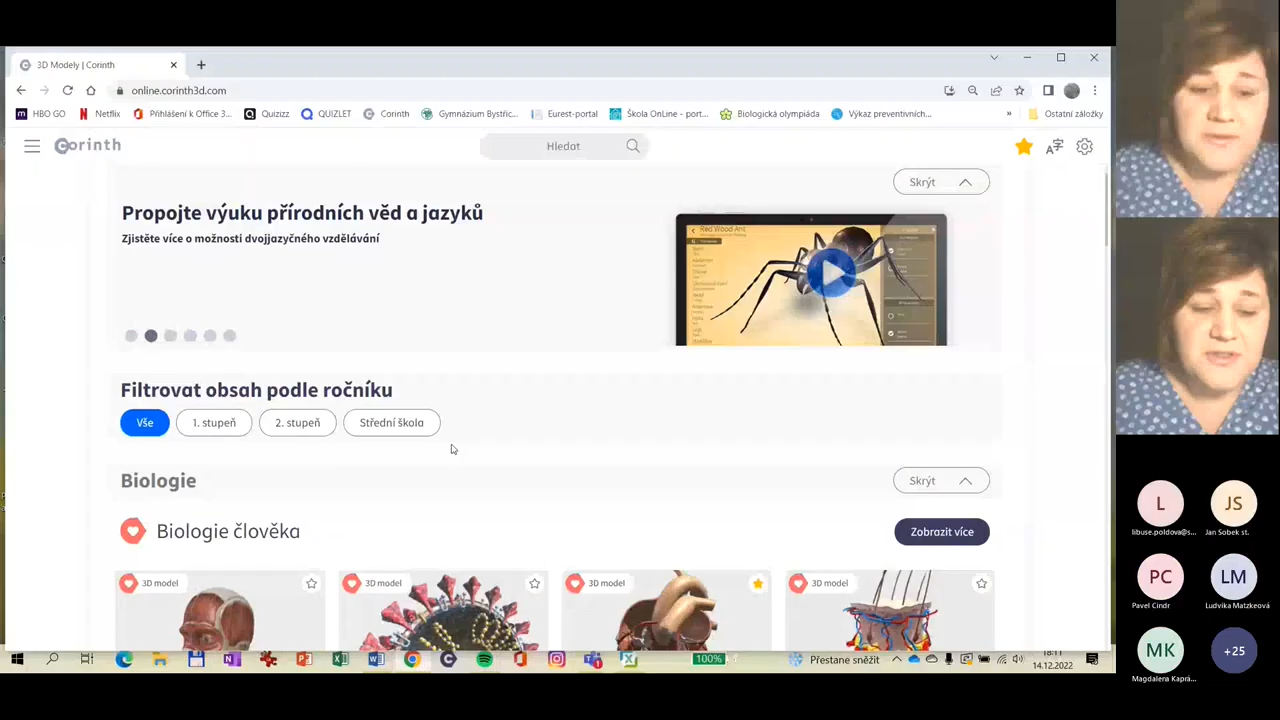 3D Modely | Corinth
online.corinth3d.com
HBO GO
Netflix
Přihlášení k Office 3...
Quizizz
QUIZLET
Corinth
Gymnázium Bystřic...
Eurest-portal
Škola OnLine - port...
Biologická olympiáda
Výkaz preventivních...
»
Ostatní záložky
corinth
Hledat
Skrýt
Propojte výuku přírodních věd a jazyků
Zjistěte více o možnosti dvojjazyčného vzdělávání
Red Wood Ant
Filtrovat obsah podle ročníku
Vše
1. stupeň
2. stupeň
Střední škola
Biologie
Skrýt
Biologie člověka
Zobrazit více
3D model
3D model
3D model
3D model
100%
Přestane sněžit
18:11
14.12.2022
L
libuse.poldova@s...
JS
Jan Sobek st.
PC
Pavel Cindr
LM
Ludvika Matzkeová
MK
Magdalena Kaprá...
+25